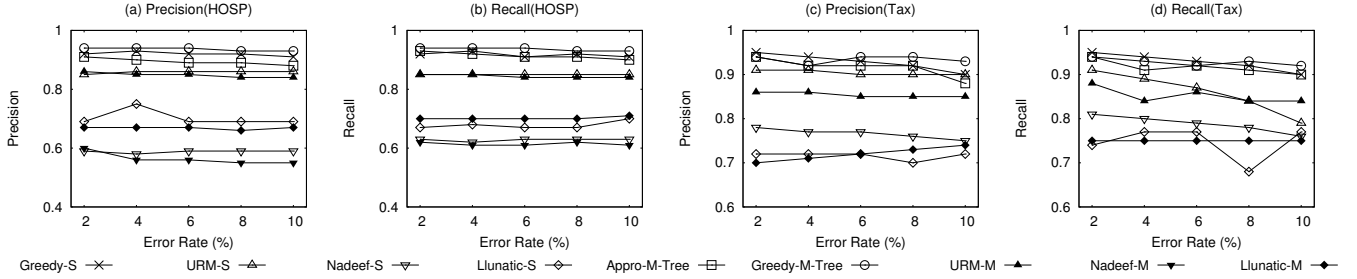 (a) Precision(HOSP)
Precision
1
0.8
0.6
0.4
2 4 6 8 10
Error Rate (%)
(b) Recall(HOSP)
Recall
1
0.8
0.6
0.4
2 4 6 8 10
Error Rate (%)
(c) Precision(Tax)
Precision
1
0.9
0.8
0.7
0.6
2 4 6 8 10
Error Rate (%)
(d) Recall(Tax)
Recall
1
0.9
0.8
0.7
0.6
2 4 6 8 10
Error Rate (%)
Greedy-S URM-S Nadeef-S Llunatic-S Appro-M-Tree Greedy-M-Tree URM-M Nadeef-M Llunatic-M